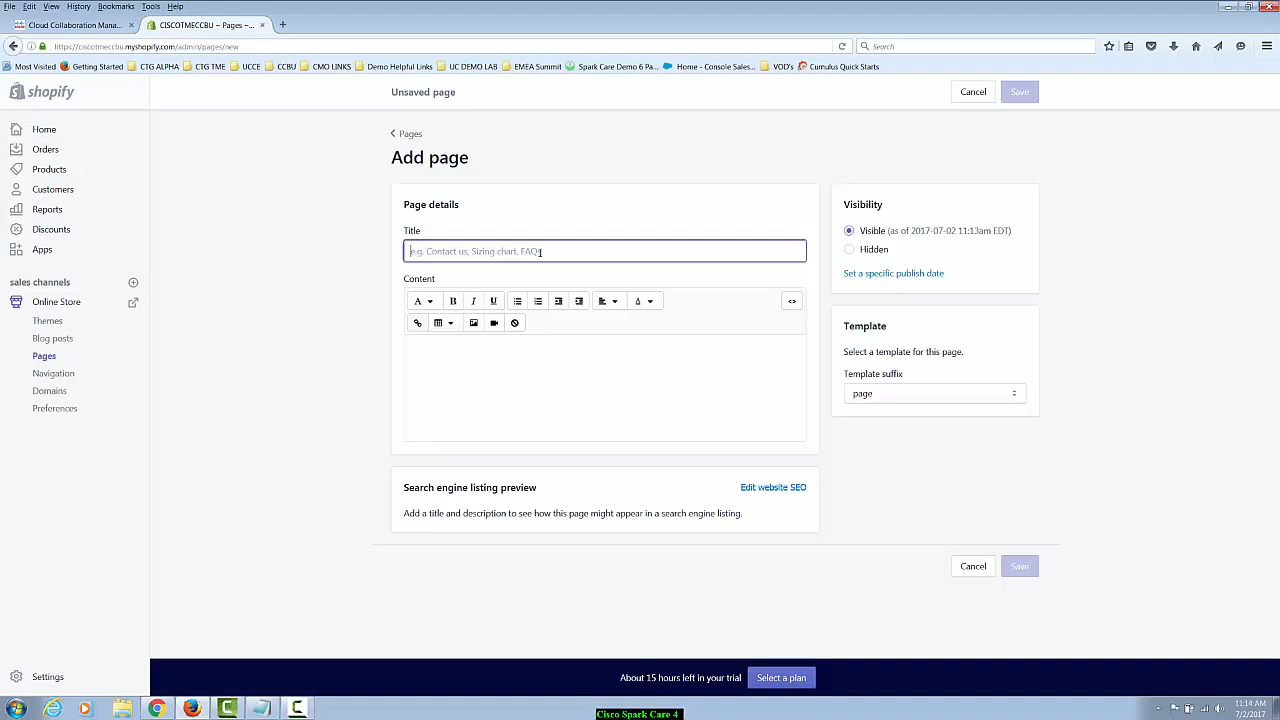 File Edit View History Bookmarks Tools Help
Cloud Collaboration Mana... × CISCOTMECCBU ~ Pages ~... × +
https://ciscotmeccbu.myshopify.com/admin/pages/new Search
Most Visited Getting Started CTG ALPHA CTG TME UCCE CCBU CMO LINKS Demo Helpful Links UC DEMO LAB EMEA Summit Spark Care Demo 6 Pa... Home - Console Sales... VOD's Cumulus Quick Starts
shopify
Unsaved page
Cancel Save
Home
Orders
Products
Customers
Reports
Discounts
Apps
sales channels
Online Store
Themes
Blog posts
Pages
Navigation
Domains
Preferences
Settings
Pages
Add page
Page details
Title
e.g. Contact us, Sizing chart, FAQs
Content
A B I U A <>
Search engine listing preview Edit website SEO
Add a title and description to see how this page might appear in a search engine listing.
Visibility
Visible (as of 2017-07-02 11:13am EDT)
Hidden
Set a specific publish date
Template
Select a template for this page.
Template suffix
page
Cancel Save
About 15 hours left in your trial Select a plan
Cisco Spark Care 4
11:14 AM
7/2/2017